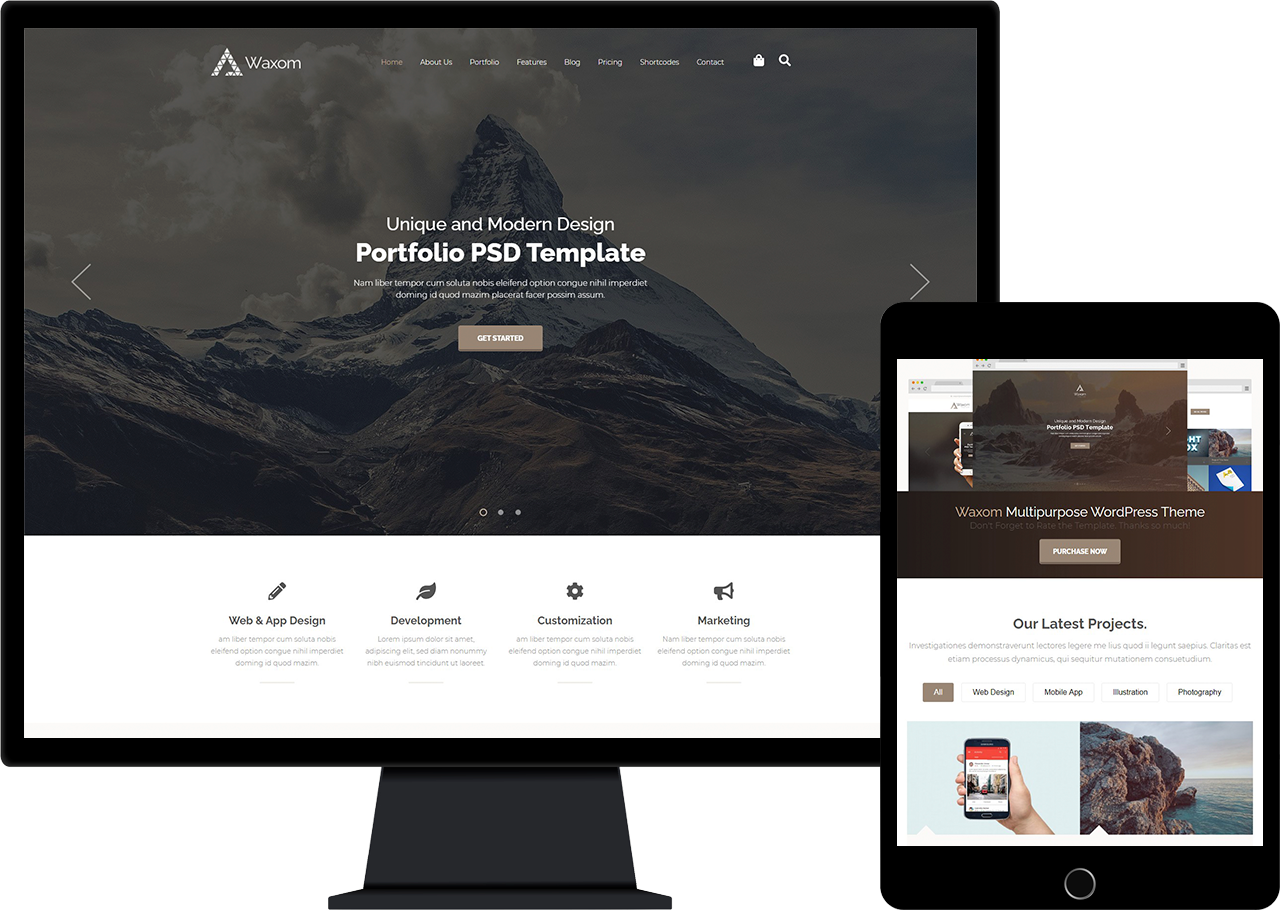 Waxom
Home About Us Portfolio Features Blog Pricing Shortcodes Contact
Unique and Modern Design
Portfolio PSD Template
Nam liber tempor cum soluta nobis eleifend option congue nihil imperdiet
doming id quod mazim placerat facer possim assum.
GET STARTED
Web & App Design
am liber tempor cum soluta nobis
eleifend option congue nihil imperdiet
doming id quod mazim
Development
Lorem ipsum dolor sit amet,
adipiscing elit, sed diam nonummy
nibh euismod tincidunt ut laoreet
Customization
am liber tempor cum soluta nobis
eleifend option congue nihil imperdiet
doming id quod mazim.
Marketing
Nam liber tempor cum soluta nobis
eleifend option congue nihil imperdiet
doming id quod mazim.
Waxom
Unique and Modern Design
Portfolio PSD Template
Waxom Multipurpose WordPress Theme
Don't Forget to Rate the Template. Thanks so much!
PURCHASE NOW
Our Latest Projects.
Investigationes demonstraverunt lectores legere me lius quod ii legunt saepius. Claritas est
etiam processus dynamicus, qui sequitur mutationem consuetudium.
All Web Design Mobile App Illustration Photography